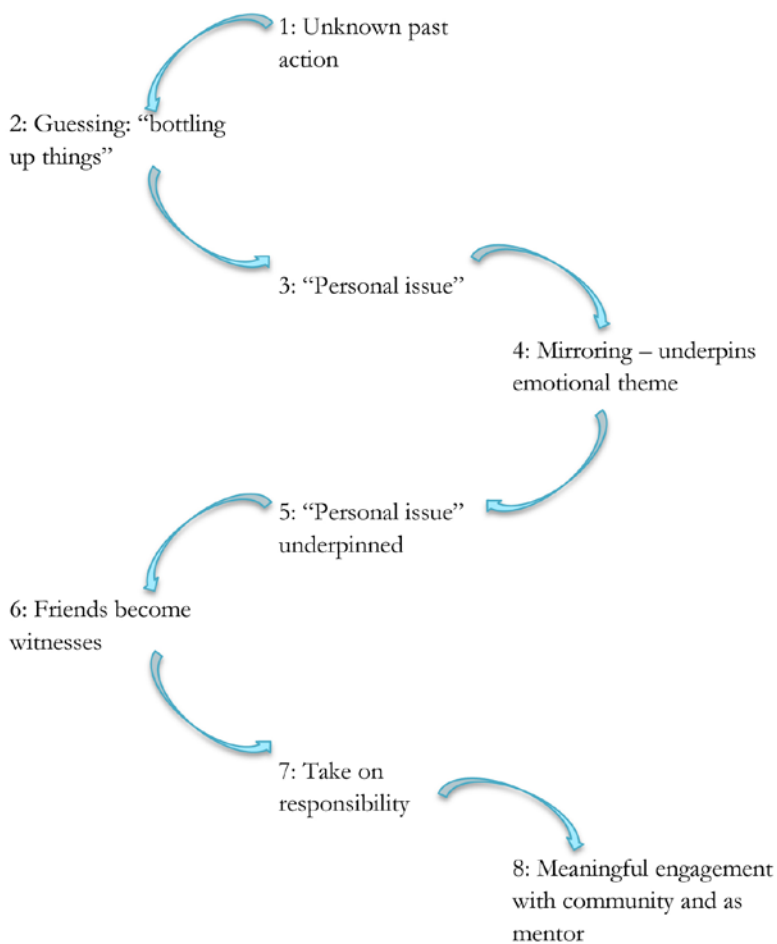 1: Unknown past
action
2: Guessing: “bottling
up things”
3: “Personal issue”
4: Mirroring – underpins
emotional theme
5: “Personal issue”
underpinned
6: Friends become
witnesses
7: Take on
responsibility
8: Meaningful engagement
with community and as
mentor